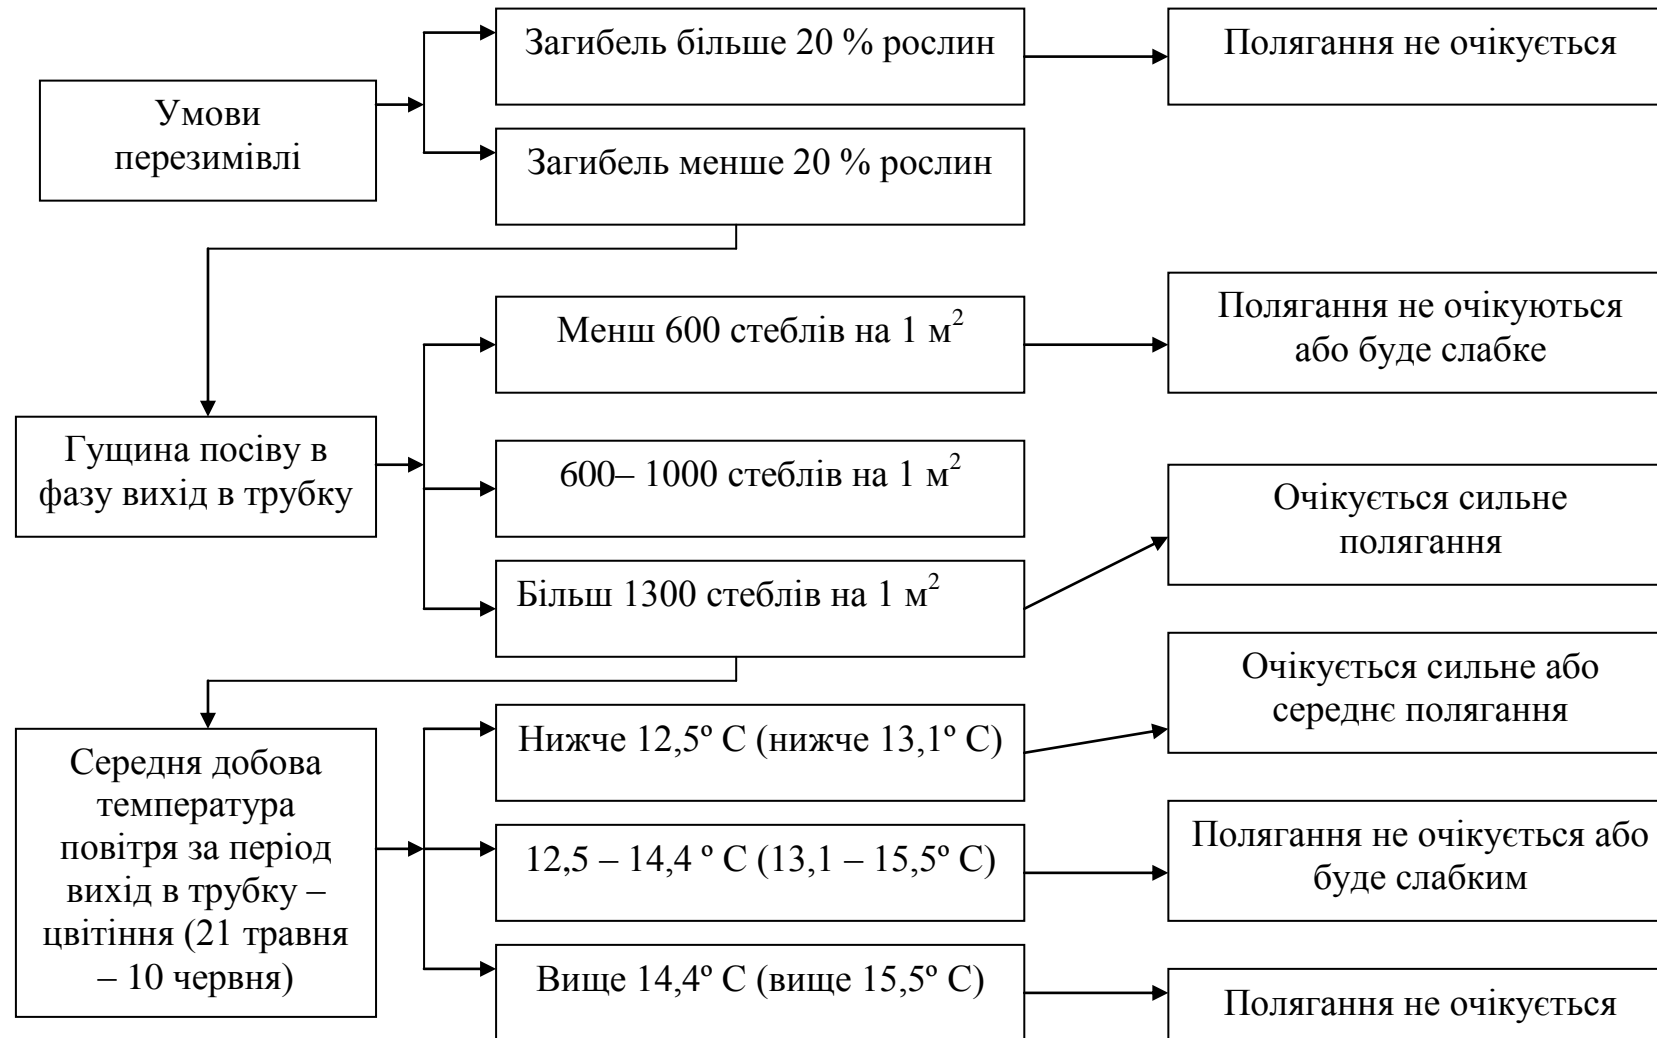 Загибель більше 20 % рослин
Полягання не очікується
Умови
перезимівлі
Загибель менше 20 % рослин
Менш 600 стеблів на 1 м²
Полягання не очікуються
або буде слабке
Гущина посіву в
фазу вихід в трубку
600– 1000 стеблів на 1 м²
Очікується сильне
полягання
Більш 1300 стеблів на 1 м²
Очікується сильне або
середнє полягання
Нижче 12,5º С (нижче 13,1º С)
Середня добова
температура
повітря за період
вихід в трубку –
цвітіння (21 травня
– 10 червня)
12,5 – 14,4 º С (13,1 – 15,5º С)
Полягання не очікується або
буде слабким
Вище 14,4º С (вище 15,5º С)
Полягання не очікується